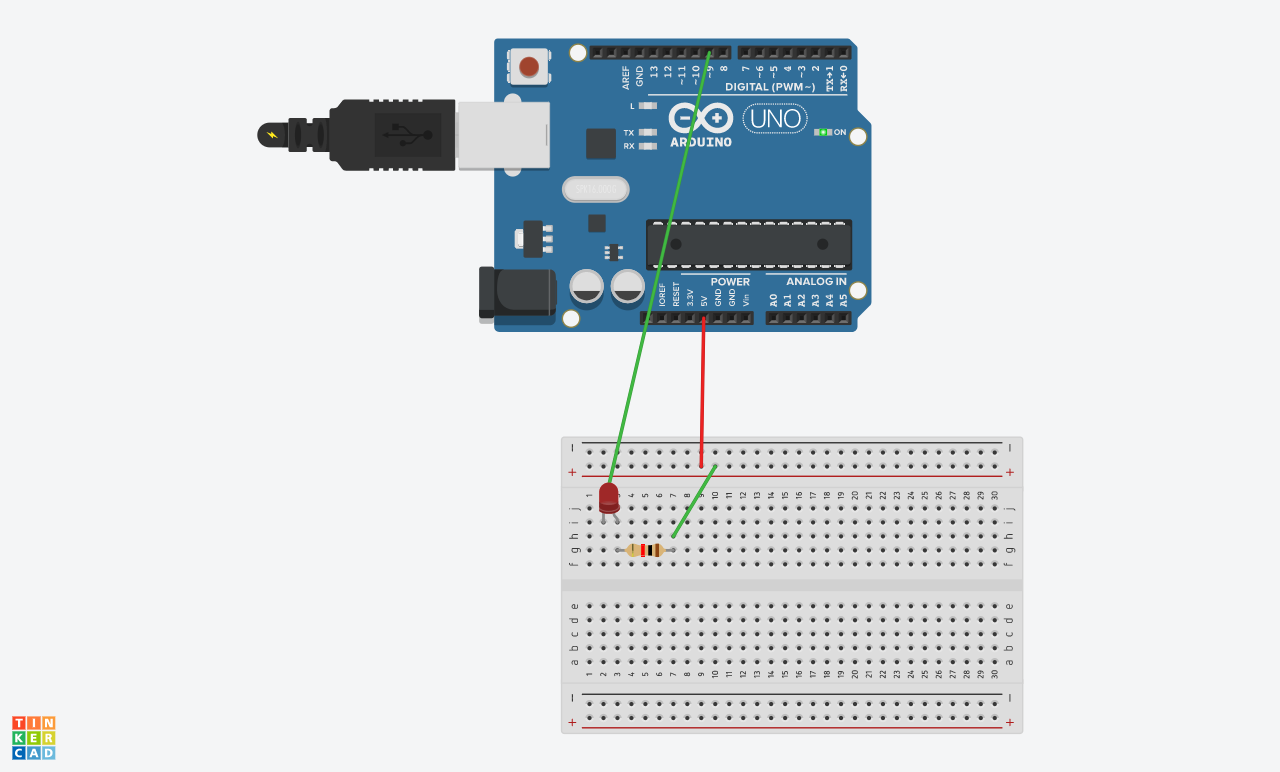 AREF
GND
13
12
~11
~10
~9
8
7
~6
~5
4
~3
2
TX→1
RX←0
DIGITAL (PWM~)
L
TX
RX
ARDUINO
UNO
ON
POWER
ANALOG IN
IOREF
RESET
3.3V
5V
GND
GND
Vin
A0
A1
A2
A3
A4
A5
− −
+ +
1 4 5 6 7 8 9 10 11 12 13 14 15 16 17 18 19 20 21 22 23 24 25 26 27 28 29 30
j j
i i
h h
g g
f f
e e
d d
c c
b b
a a
1 2 3 4 5 6 7 8 9 10 11 12 13 14 15 16 17 18 19 20 21 22 23 24 25 26 27 28 29 30
− −
+ +
TIN
KER
CAD